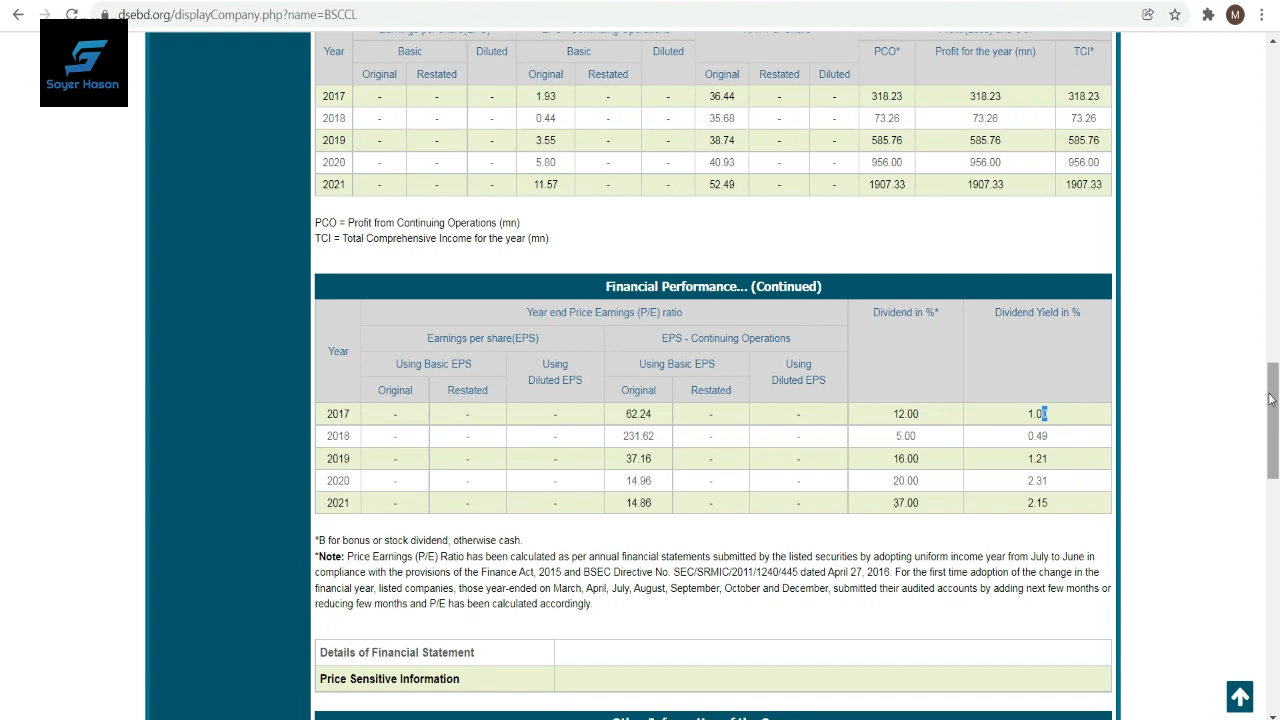 dsebd.org/displayCompany.php?name=BSCCL
M
Sayer Hasan
Year Basic Diluted Basic Diluted PCO* Profit for the year (mn) TCI*
Original Restated Original Restated Original Restated Diluted
2017 - - - 1.93 - - 36.44 - - 318.23 318.23 318.23
2018 - - - 0.44 - - 35.68 - - 73.26 73.26 73.26
2019 - - - 3.55 - - 38.74 - - 585.76 585.76 585.76
2020 - - - 5.80 - - 40.93 - - 956.00 956.00 956.00
2021 - - - 11.57 - - 52.49 - - 1907.33 1907.33 1907.33
PCO = Profit from Continuing Operations (mn)
TCI = Total Comprehensive Income for the year (mn)
Financial Performance... (Continued)
Year end Price Earnings (P/E) ratio Dividend in %* Dividend Yield in %
Earnings per share(EPS) EPS - Continuing Operations
Year
Using Basic EPS Using Diluted EPS Using Basic EPS Using Diluted EPS
Original Restated Original Restated
2017 - - - 62.24 - - 12.00 1.00
2018 - - - 231.62 - - 5.00 0.49
2019 - - - 37.16 - - 16.00 1.21
2020 - - - 14.96 - - 20.00 2.31
2021 - - - 14.86 - - 37.00 2.15
*B for bonus or stock dividend, otherwise cash.
*Note: Price Earnings (P/E) Ratio has been calculated as per annual financial statements submitted by the listed securities by adopting uniform income year from July to June in
compliance with the provisions of the Finance Act, 2015 and BSEC Directive No. SEC/SRMIC/2011/1240/445 dated April 27, 2016. For the first time adoption of the change in
financial year, listed companies, those year-ended on March, April, July, August, September, October and December, submitted their audited accounts by adding next few months or
reducing few months and P/E has been calculated accordingly.
Details of Financial Statement
Price Sensitive Information